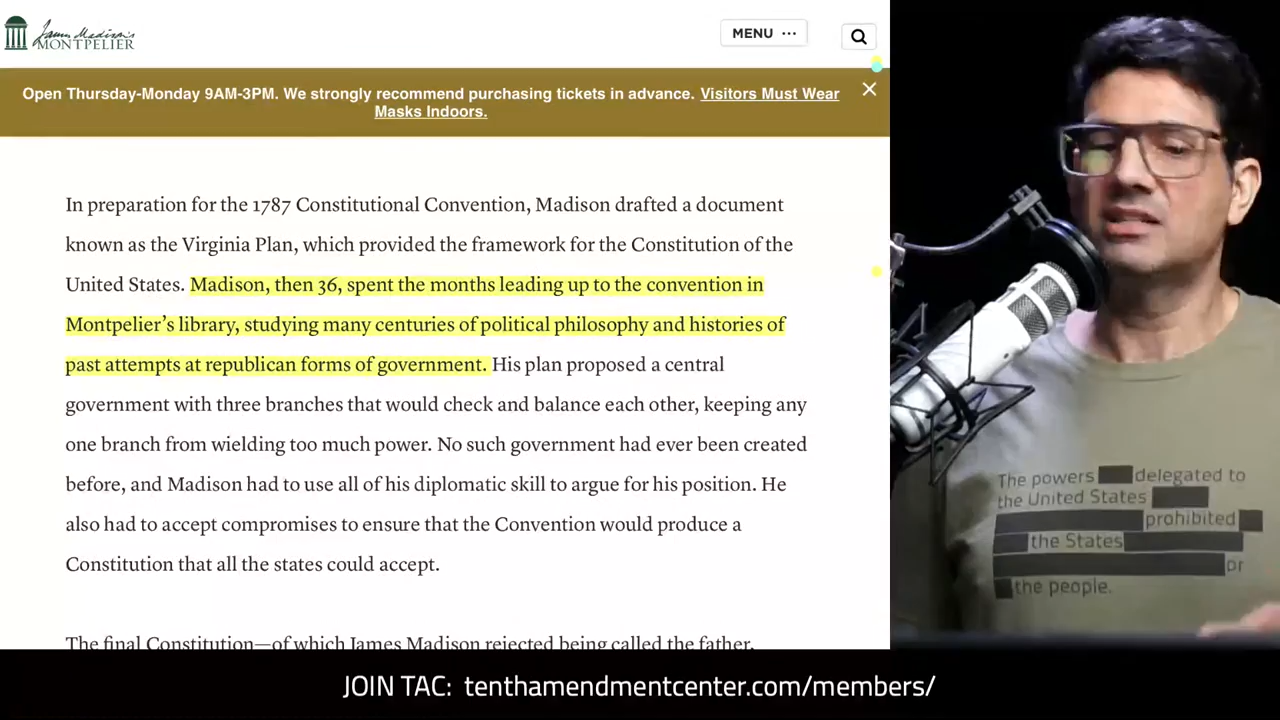 James Madison's
MONTPELIER
MENU ···
Open Thursday-Monday 9AM-3PM. We strongly recommend purchasing tickets in advance. Visitors Must Wear
Masks Indoors.
In preparation for the 1787 Constitutional Convention, Madison drafted a document
known as the Virginia Plan, which provided the framework for the Constitution of the
United States. Madison, then 36, spent the months leading up to the convention in
Montpelier’s library, studying many centuries of political philosophy and histories of
past attempts at republican forms of government. His plan proposed a central
government with three branches that would check and balance each other, keeping any
one branch from wielding too much power. No such government had ever been created
before, and Madison had to use all of his diplomatic skill to argue for his position. He
also had to accept compromises to ensure that the Convention would produce a
Constitution that all the states could accept.
The final Constitution—of which James Madison rejected being called the father,
The powers delegated to
the United States
prohibited
the States
or
the people.
JOIN TAC: tenthamendmentcenter.com/members/